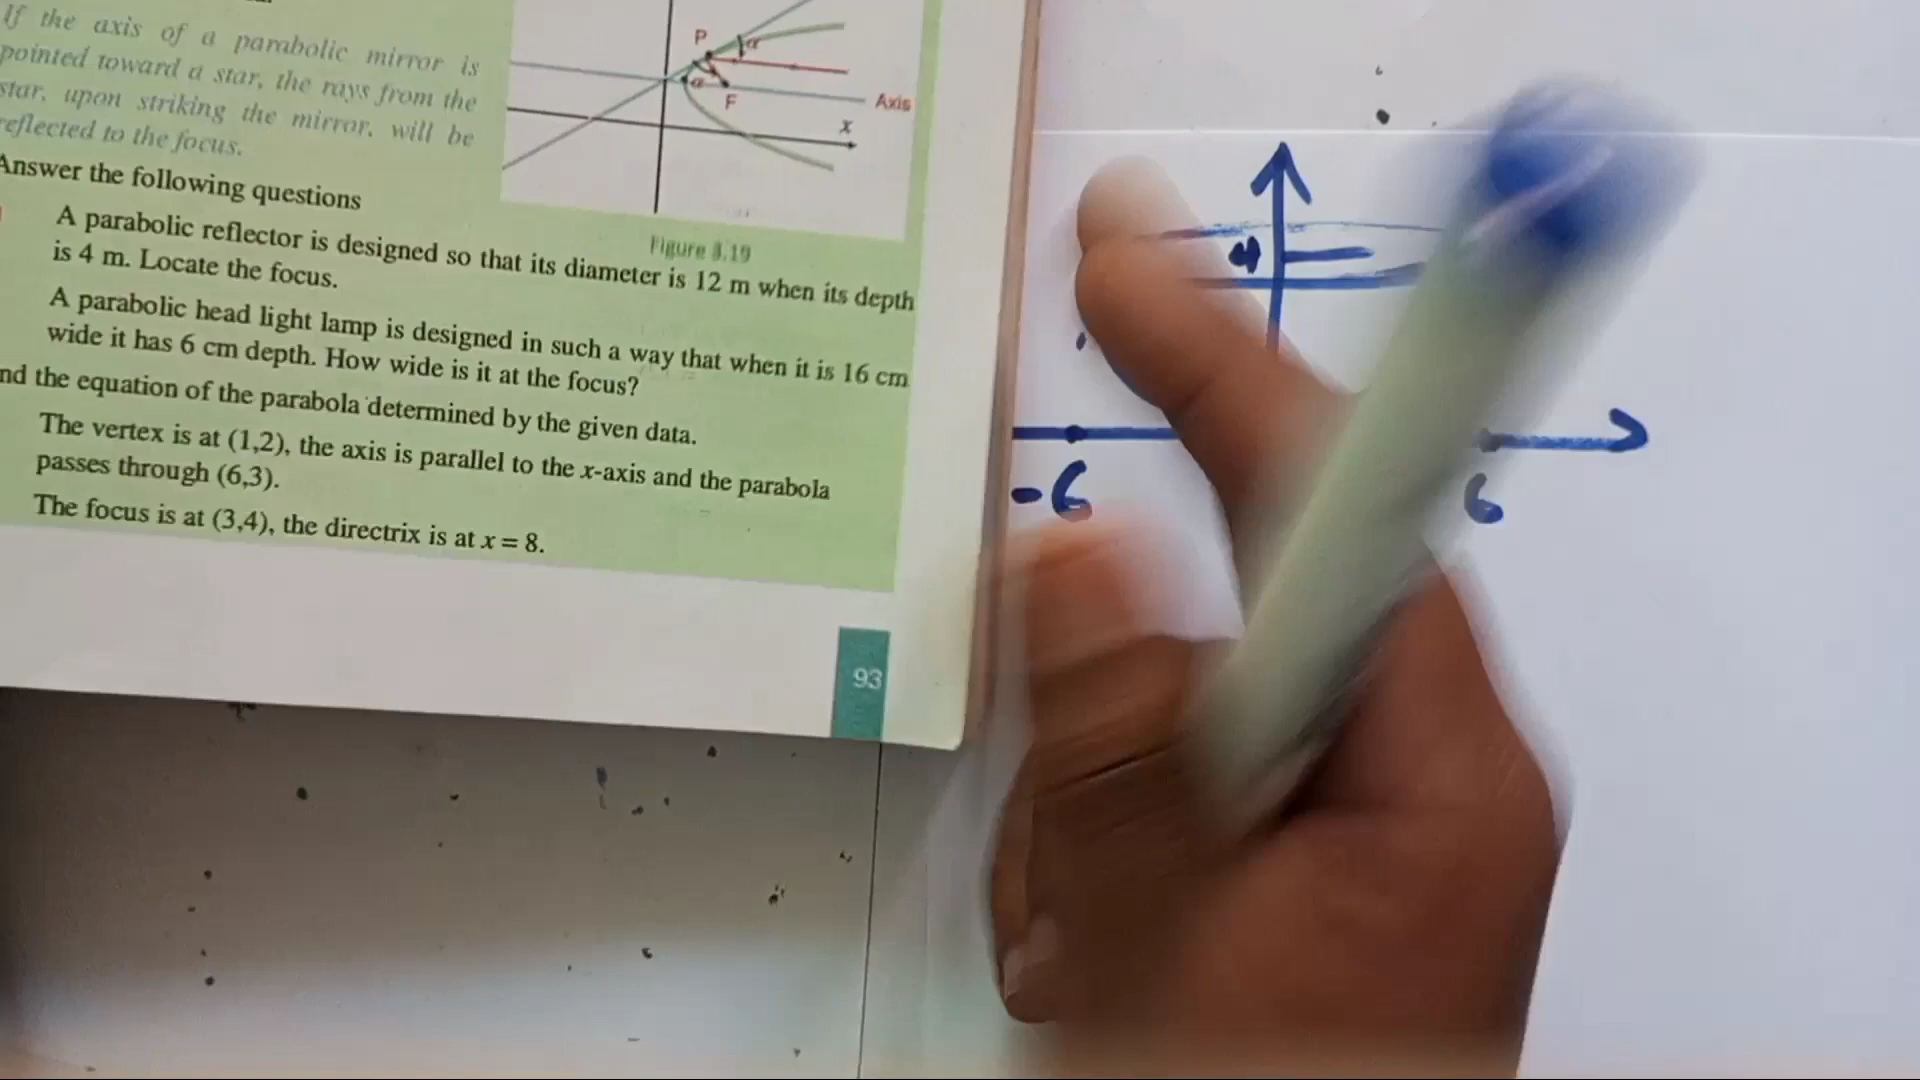 If the axis of a parabolic mirror is
pointed toward a star, the rays from the
star, upon striking the mirror, will be
reflected to the focus.
P
α
α
F
Axis
x
Figure 3.19
Answer the following questions
A parabolic reflector is designed so that its diameter is 12 m when its depth
is 4 m. Locate the focus.
A parabolic head light lamp is designed in such a way that when it is 16 cm
wide it has 6 cm depth. How wide is it at the focus?
nd the equation of the parabola determined by the given data.
The vertex is at (1,2), the axis is parallel to the x-axis and the parabola
passes through (6,3).
The focus is at (3,4), the directrix is at x = 8.
93
4
-6
6